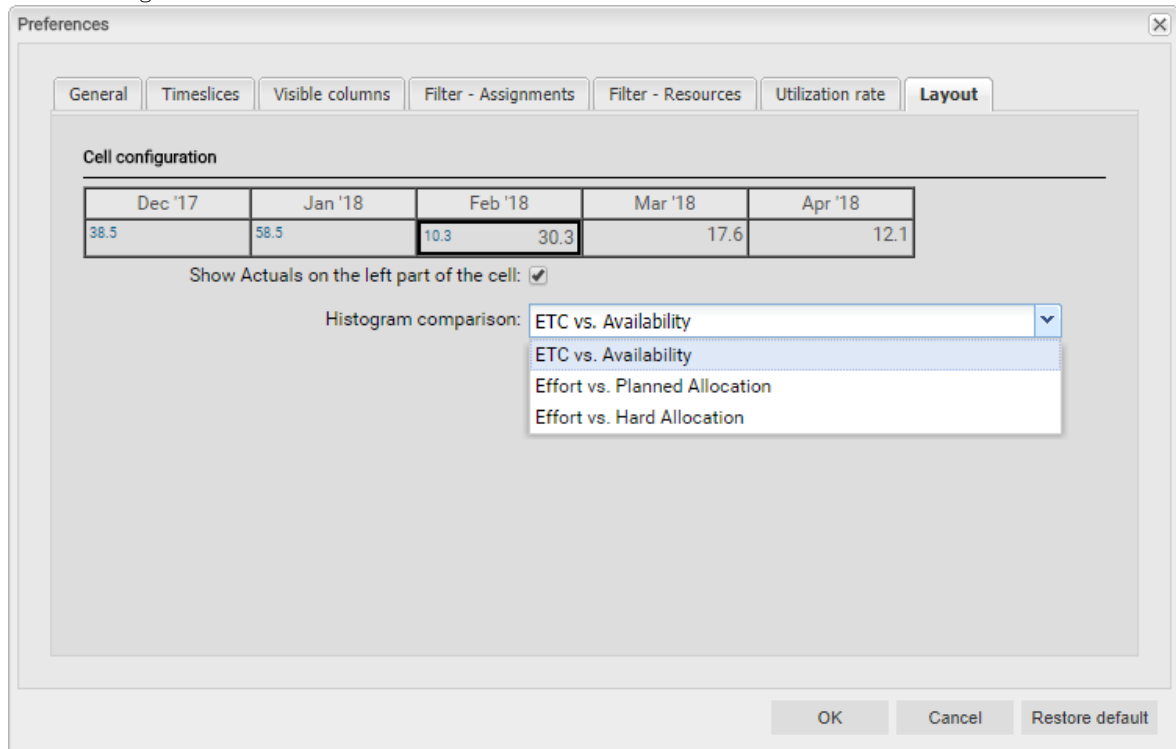 Preferences
General Timeslices Visible columns Filter - Assignments Filter - Resources Utilization rate Layout
Cell configuration
Dec '17 Jan '18 Feb '18 Mar '18 Apr '18
38.5 58.5 10.3 30.3 17.6 12.1
Show Actuals on the left part of the cell:
Histogram comparison: ETC vs. Availability
ETC vs. Availability
Effort vs. Planned Allocation
Effort vs. Hard Allocation
OK Cancel Restore default